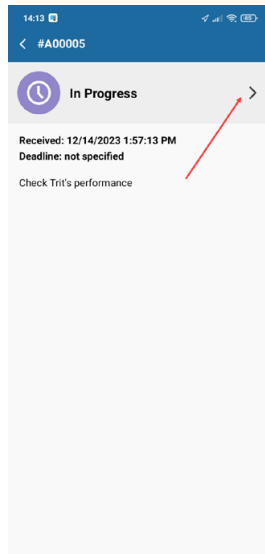 14:13
#A00005
In Progress
Received: 12/14/2023 1:57:13 PM
Deadline: not specified
Check Trit's performance